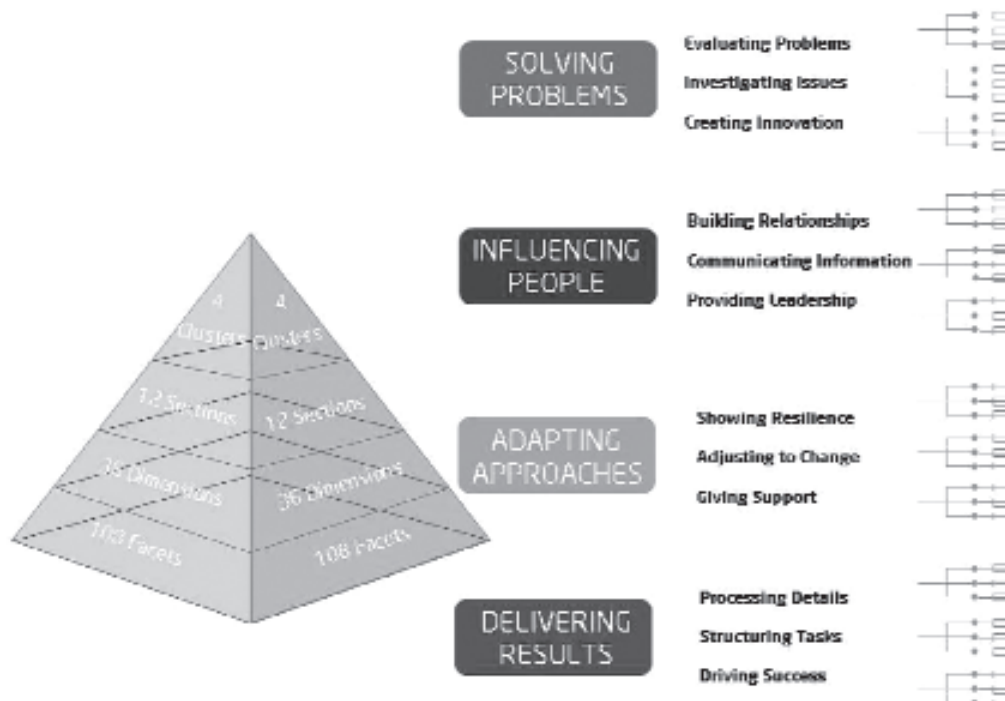 SOLVING
PROBLEMS
Evaluating Problems
Investigating Issues
Creating Innovation
INFLUENCING
PEOPLE
Building Relationships
Communicating Information
Providing Leadership
4
Clusters
4
Clusters
12 Sections
12 Sections
36 Dimensions
36 Dimensions
108 Facets
108 Facets
ADAPTING
APPROACHES
Showing Resilience
Adjusting to Change
Giving Support
DELIVERING
RESULTS
Processing Details
Structuring Tasks
Driving Success